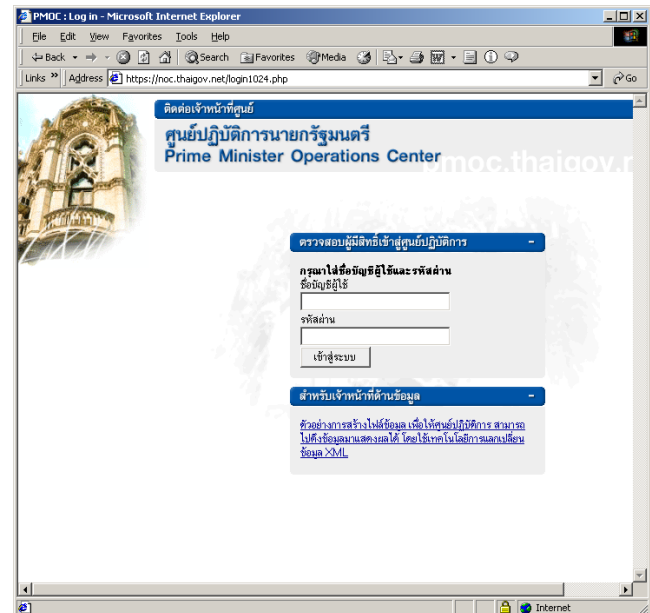 PMOC : Log in - Microsoft Internet Explorer
File Edit View Favorites Tools Help
Back Search Favorites Media
Links » Address https://noc.thaigov.net/login1024.php Go
ติดต่อเจ้าหน้าที่ศูนย์
ศูนย์ปฏิบัติการนายกรัฐมนตรี
Prime Minister Operations Center
pmoc.thaigov.n
ตรวจสอบผู้มีสิทธิ์เข้าสู่ศูนย์ปฏิบัติการ -
กรุณาใส่ชื่อบัญชีผู้ใช้และรหัสผ่าน
ชื่อบัญชีผู้ใช้
รหัสผ่าน
เข้าสู่ระบบ
สำหรับเจ้าหน้าที่ด้านข้อมูล -
ตัวอย่างการสร้างไฟล์ข้อมูล เพื่อให้ศูนย์ปฏิบัติการ สามารถ
ไปดึงข้อมูลมาแสดงผลได้ โดยใช้เทคโนโลยีการแลกเปลี่ยน
ข้อมูล XML
Internet